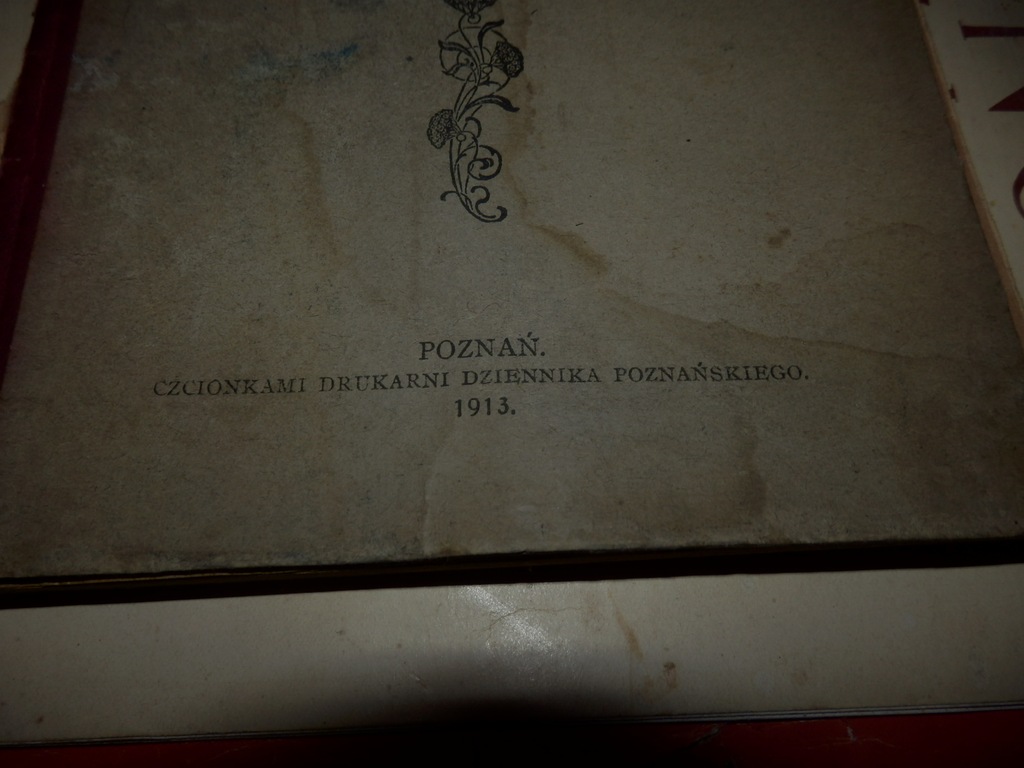 POZNAŃ.
CZCIONKAMI DRUKARNI DZIENNIKA POZNAŃSKIEGO.
1913.